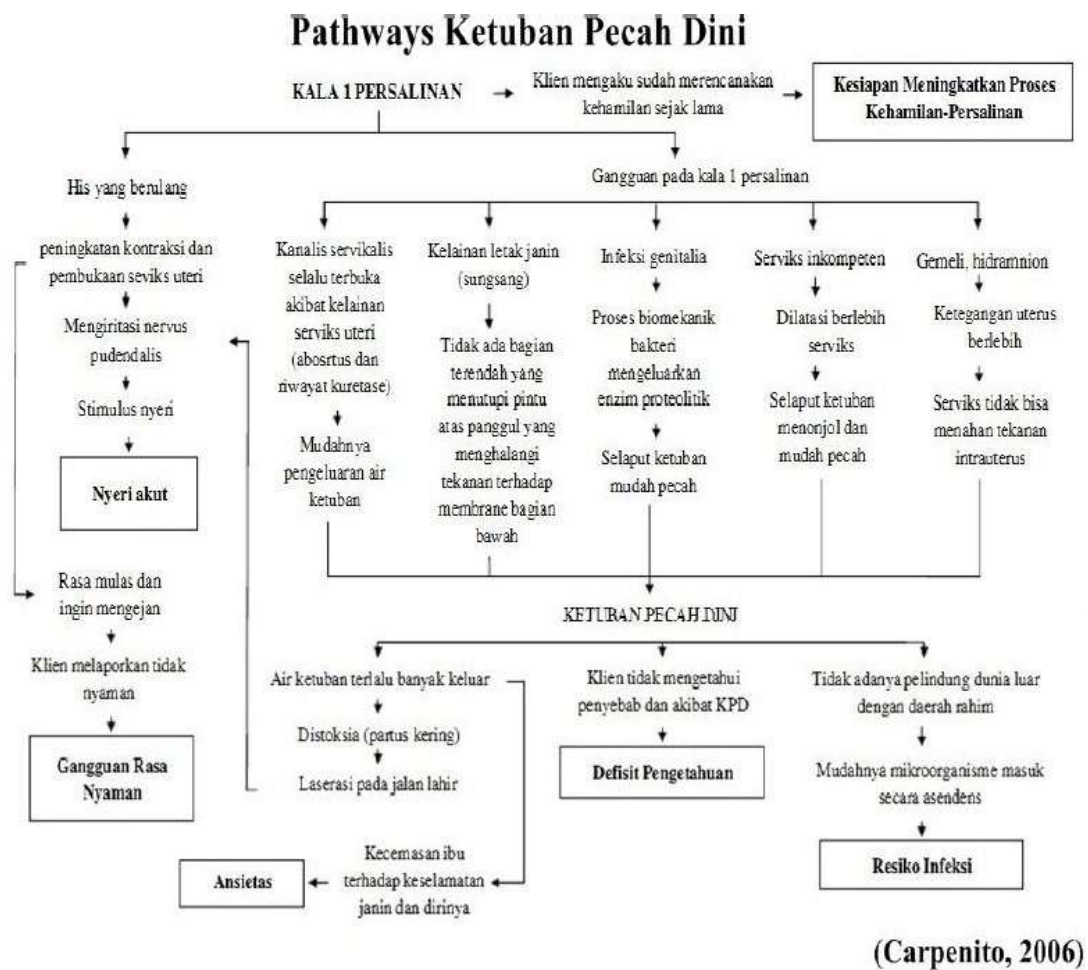 Pathways Ketuban Pecah Dini
KALA 1 PERSALINAN
Klien mengaku sudah merencanakan
kehamilan sejak lama
Kesiapan Meningkatkan Proses
Kehamilan-Persalinan
His yang berulang
peningkatan kontraksi dan
pembukaan seviks uteri
Mengiritasi nervus
pudendalis
Stimulus nyeri
Nyeri akut
Rasa mulas dan
ingin mengejan
Klien melaporkan tidak
nyaman
Gangguan Rasa
Nyaman
Gangguan pada kala 1 persalinan
Kanalis servikalis
selalu terbuka
akibat kelainan
serviks uteri
(abosrtus dan
riwayat kuretase)
Mudahnya
pengeluaran air
ketuban
Kelainan letak janin
(sungsang)
Tidak ada bagian
terendah yang
menutupi pintu
atas panggul yang
menghalangi
tekanan terhadap
membrane bagian
bawah
Infeksi genitalia
Proses biomekanik
bakteri
mengeluarkan
enzim proteolitik
Selaput ketuban
mudah pecah
Serviks inkompeten
Dilatasi berlebih
serviks
Selaput ketuban
menonjol dan
mudah pecah
Gemeli, hidramnion
Ketegangan uterus
berlebih
Serviks tidak bisa
menahan tekanan
intrauterus
KETUBAN PECAH DINI
Air ketuban terlalu banyak keluar
Distoksia (partus kering)
Laserasi pada jalan lahir
Kecemasan ibu
terhadap keselamatan
janin dan dirinya
Ansietas
Klien tidak mengetahui
penyebab dan akibat KPD
Defisit Pengetahuan
Tidak adanya pelindung dunia luar
dengan daerah rahim
Mudahnya mikroorganisme masuk
secara asendens
Resiko Infeksi
(Carpenito, 2006)